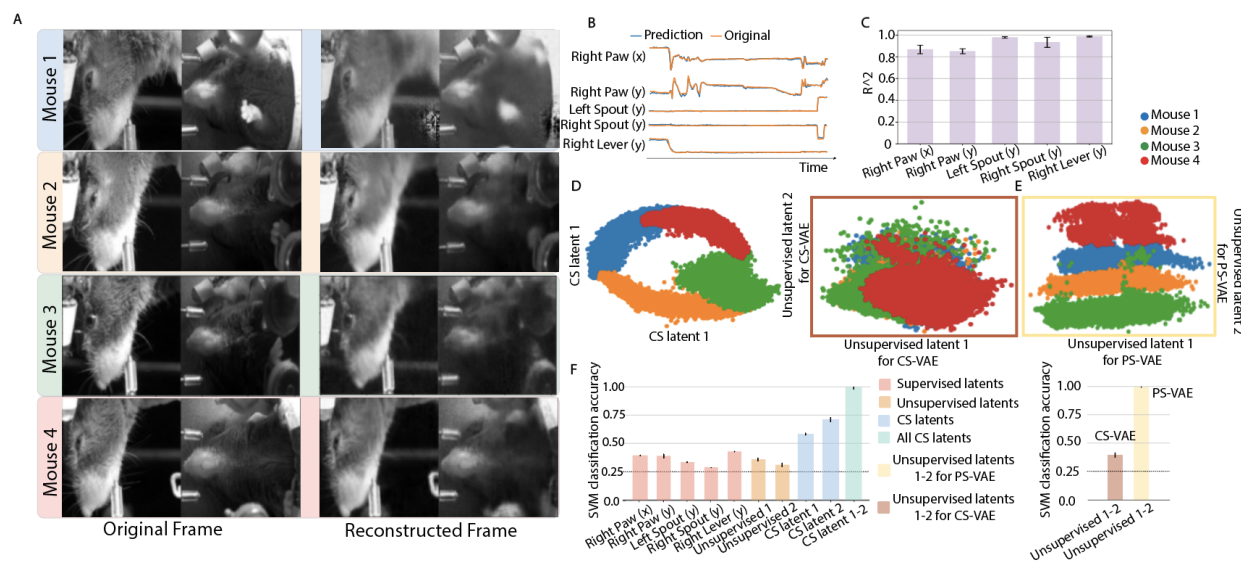 A
Mouse 1
Mouse 2
Mouse 3
Mouse 4
Original Frame
Reconstructed Frame
B
Prediction
Original
Right Paw (x)
Right Paw (y)
Left Spout (y)
Right Spout (y)
Right Lever (y)
Time
C
R^2
1.0
0.8
0.6
0.4
0.2
0
Right Paw (x)
Right Paw (y)
Left Spout (y)
Right Spout (y)
Right Lever (y)
Mouse 1
Mouse 2
Mouse 3
Mouse 4
D
CS latent 1
CS latent 1
Unsupervised latent 2
for CS-VAE
Unsupervised latent 1
for CS-VAE
E
Unsupervised latent 2
for PS-VAE
Unsupervised latent 1
for PS-VAE
F
SVM classification accuracy
1.00
0.75
0.50
0.25
0.0
Right Paw (x)
Right Paw (y)
Left Spout (y)
Right Spout (y)
Right Lever (y)
Unsupervised 1
Unsupervised 2
CS latent 1
CS latent 2
CS latent 1-2
Supervised latents
Unsupervised latents
CS latents
All CS latents
Unsupervised latents
1-2 for PS-VAE
Unsupervised latents
1-2 for CS-VAE
SVM classification accuracy
1.00
0.75
0.50
0.25
0.0
CS-VAE
PS-VAE
Unsupervised 1-2
Unsupervised 1-2